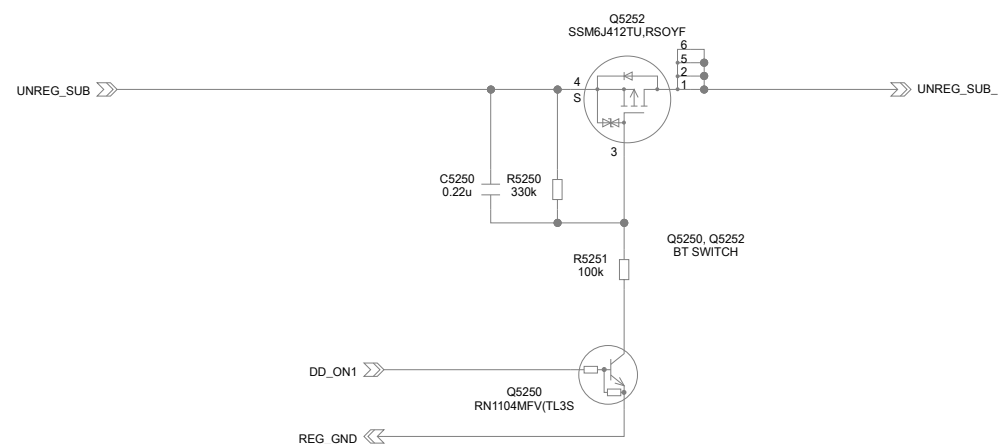 Q5252
SSM6J412TU,RSOYF
6
5
2
1
4
S
3
UNREG_SUB
UNREG_SUB_
C5250
0.22u
R5250
330k
Q5250, Q5252
BT SWITCH
R5251
100k
DD_ON1
Q5250
RN1104MFV(TL3S
REG_GND